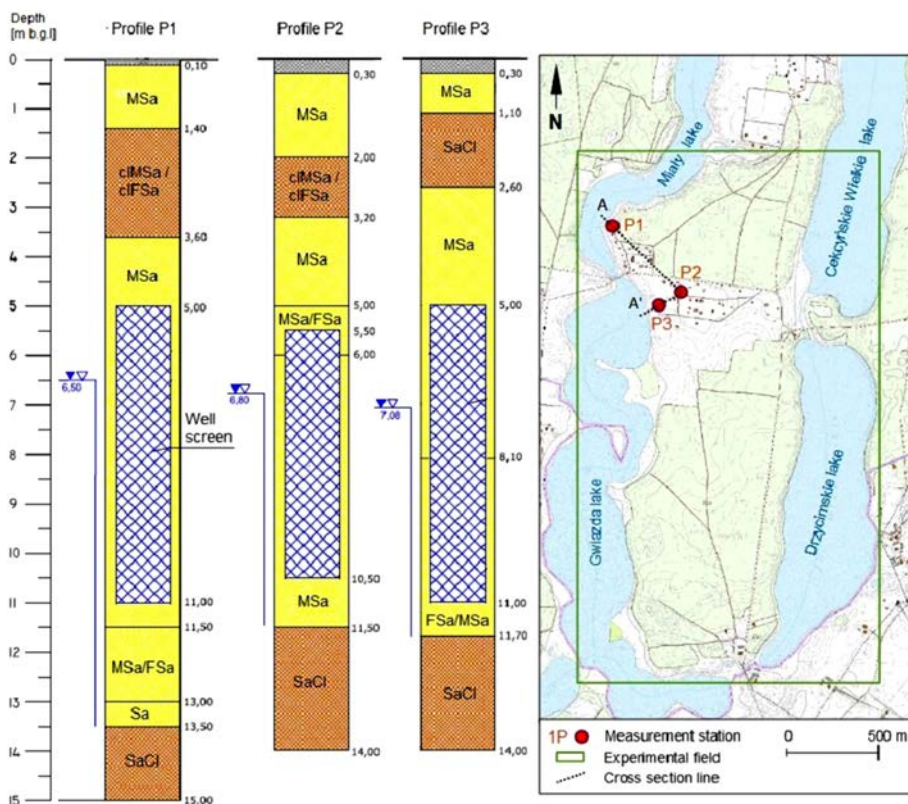 Depth
[m b.g.l]
Profile P1
Profile P2
Profile P3
0
1
2
3
4
5
6
7
8
9
10
11
12
13
14
15
0,10
MSa
1,40
clMSa /
clFSa
3,60
MSa
5,00
6,50
Well
screen
11,00
11,50
MSa/FSa
13,00
Sa
13,50
SaCl
15,00
0,30
MSa
2,00
clMSa /
clFSa
3,20
MSa
5,00
MSa/FSa
5,50
6,00
6,80
10,50
MSa
11,50
SaCl
14,00
0,30
MSa
1,10
SaCl
2,60
MSa
5,00
7,08
8,10
11,00
FSa/MSa
11,70
SaCl
14,00
N
Miały lake
Cekcyńskie Wielkie lake
A
P1
P2
A'
P3
Gwiazda lake
Drzycimskie lake
1P Measurement station
Experimental field
Cross section line
0 500 m